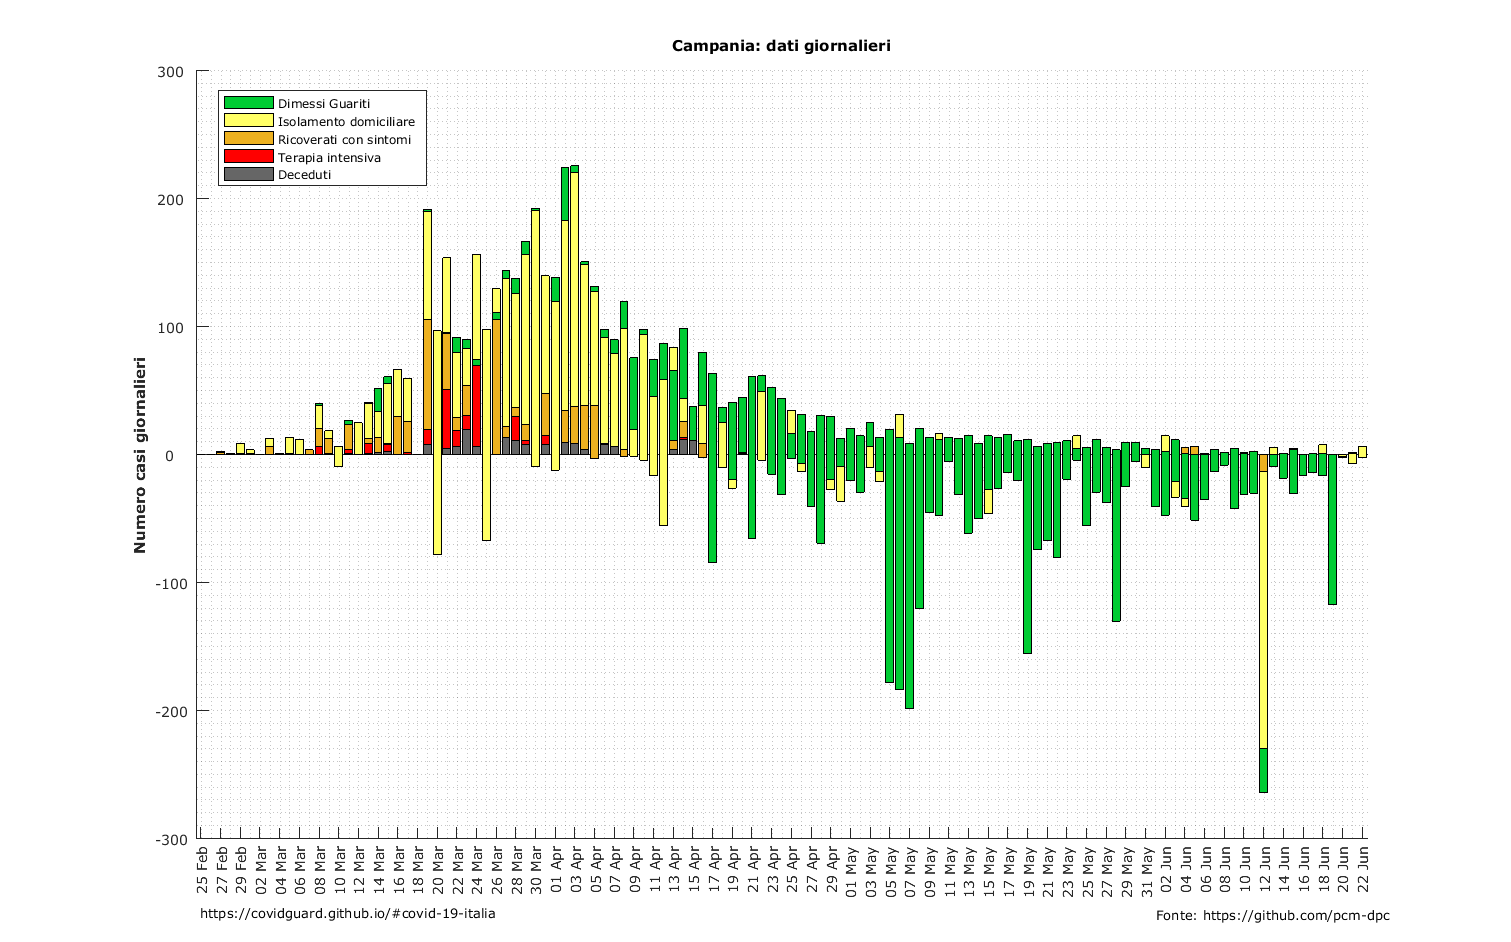 Campania: dati giornalieri
300
200
100
0
-100
-200
-300
Numero casi giornalieri
Dimessi Guariti
Isolamento domiciliare
Ricoverati con sintomi
Terapia intensiva
Deceduti
25 Feb
27 Feb
29 Feb
02 Mar
04 Mar
06 Mar
08 Mar
10 Mar
12 Mar
14 Mar
16 Mar
18 Mar
20 Mar
22 Mar
24 Mar
26 Mar
28 Mar
30 Mar
01 Apr
03 Apr
05 Apr
07 Apr
09 Apr
11 Apr
13 Apr
15 Apr
17 Apr
19 Apr
21 Apr
23 Apr
25 Apr
27 Apr
29 Apr
01 May
03 May
05 May
07 May
09 May
11 May
13 May
15 May
17 May
19 May
21 May
23 May
25 May
27 May
29 May
31 May
02 Jun
04 Jun
06 Jun
08 Jun
10 Jun
12 Jun
14 Jun
16 Jun
18 Jun
20 Jun
22 Jun
https://covidguard.github.io/#covid-19-italia
Fonte: https://github.com/pcm-dpc